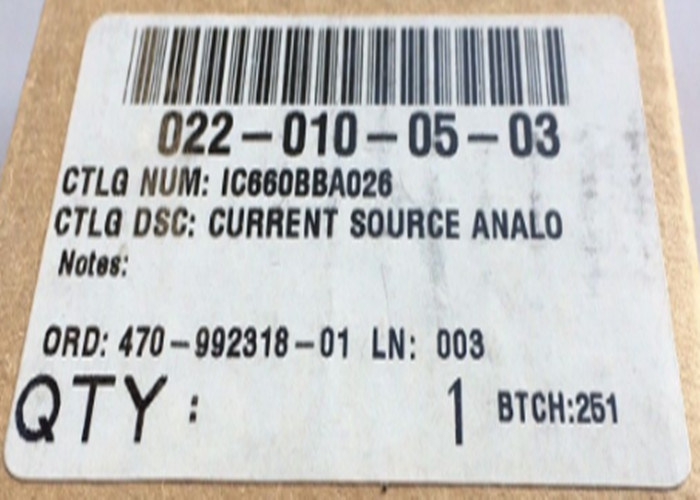 022-010-05-03
CTLG NUM: IC660BBA026
CTLG DSC: CURRENT SOURCE ANALO
Notes:
ORD: 470-992318-01 LN: 003
QTY: 1 BTCH:251